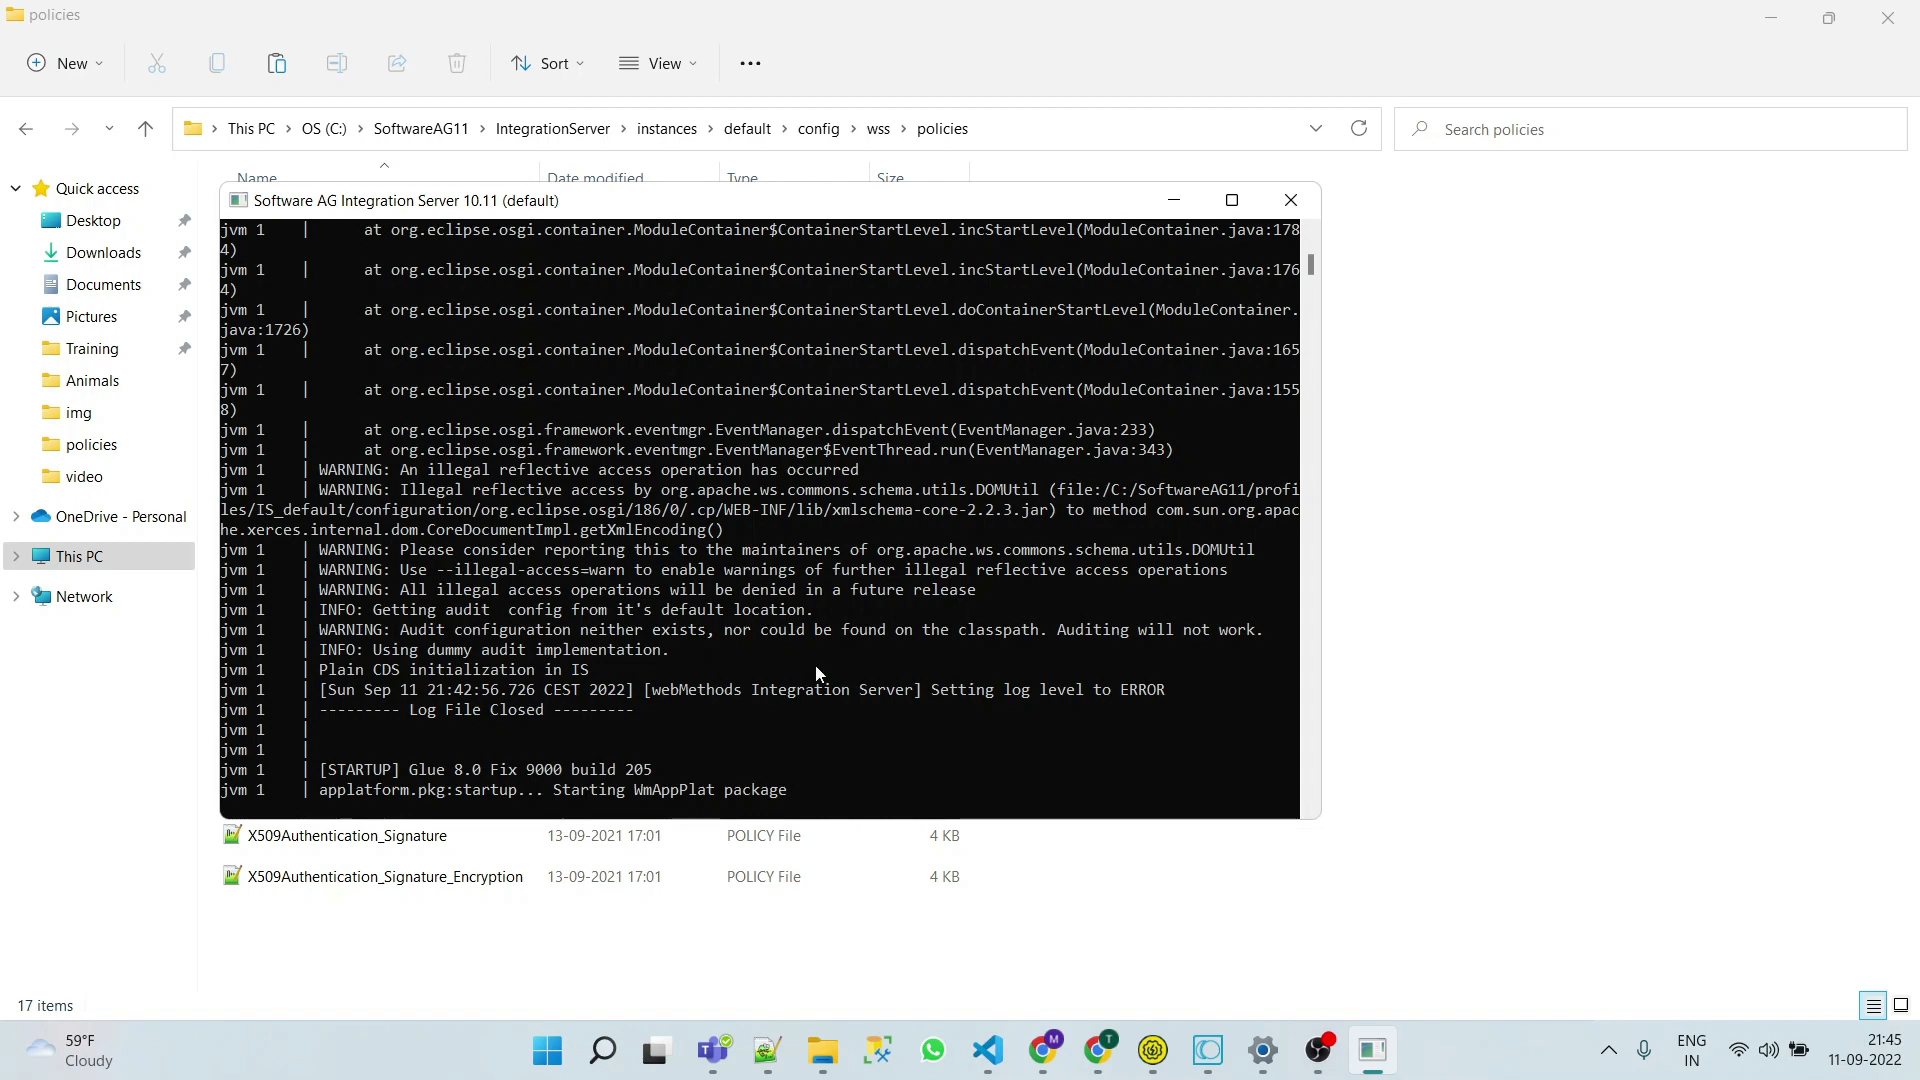 policies
New
Sort
View
This PC > OS (C:) > SoftwareAG11 > IntegrationServer > instances > default > config > wss > policies
Search policies
Name
Date modified
Type
Size
Quick access
Desktop
Downloads
Documents
Pictures
Training
Animals
img
policies
video
OneDrive - Personal
This PC
Network
Software AG Integration Server 10.11 (default)
jvm 1    |      at org.eclipse.osgi.container.ModuleContainer$ContainerStartLevel.incStartLevel(ModuleContainer.java:178
4)
jvm 1    |      at org.eclipse.osgi.container.ModuleContainer$ContainerStartLevel.incStartLevel(ModuleContainer.java:176
4)
jvm 1    |      at org.eclipse.osgi.container.ModuleContainer$ContainerStartLevel.doContainerStartLevel(ModuleContainer.
java:1726)
jvm 1    |      at org.eclipse.osgi.container.ModuleContainer$ContainerStartLevel.dispatchEvent(ModuleContainer.java:165
7)
jvm 1    |      at org.eclipse.osgi.container.ModuleContainer$ContainerStartLevel.dispatchEvent(ModuleContainer.java:155
8)
jvm 1    |      at org.eclipse.osgi.framework.eventmgr.EventManager.dispatchEvent(EventManager.java:233)
jvm 1    |      at org.eclipse.osgi.framework.eventmgr.EventManager$EventThread.run(EventManager.java:343)
jvm 1    | WARNING: An illegal reflective access operation has occurred
jvm 1    | WARNING: Illegal reflective access by org.apache.ws.commons.schema.utils.DOMUtil (file:/C:/SoftwareAG11/profi
les/IS_default/configuration/org.eclipse.osgi/186/0/.cp/WEB-INF/lib/xmlschema-core-2.2.3.jar) to method com.sun.org.apac
he.xerces.internal.dom.CoreDocumentImpl.getXmlEncoding()
jvm 1    | WARNING: Please consider reporting this to the maintainers of org.apache.ws.commons.schema.utils.DOMUtil
jvm 1    | WARNING: Use --illegal-access=warn to enable warnings of further illegal reflective access operations
jvm 1    | WARNING: All illegal access operations will be denied in a future release
jvm 1    | INFO: Getting audit  config from it's default location.
jvm 1    | WARNING: Audit configuration neither exists, nor could be found on the classpath. Auditing will not work.
jvm 1    | INFO: Using dummy audit implementation.
jvm 1    | Plain CDS initialization in IS
jvm 1    | [Sun Sep 11 21:42:56.726 CEST 2022] [webMethods Integration Server] Setting log level to ERROR
jvm 1    | --------- Log File Closed ---------
jvm 1    |
jvm 1    |
jvm 1    | [STARTUP] Glue 8.0 Fix 9000 build 205
jvm 1    | applatform.pkg:startup... Starting WmAppPlat package
X509Authentication_Signature 13-09-2021 17:01 POLICY File 4 KB
X509Authentication_Signature_Encryption 13-09-2021 17:01 POLICY File 4 KB
17 items
59°F
Cloudy
M
T
ENG
IN
21:45
11-09-2022